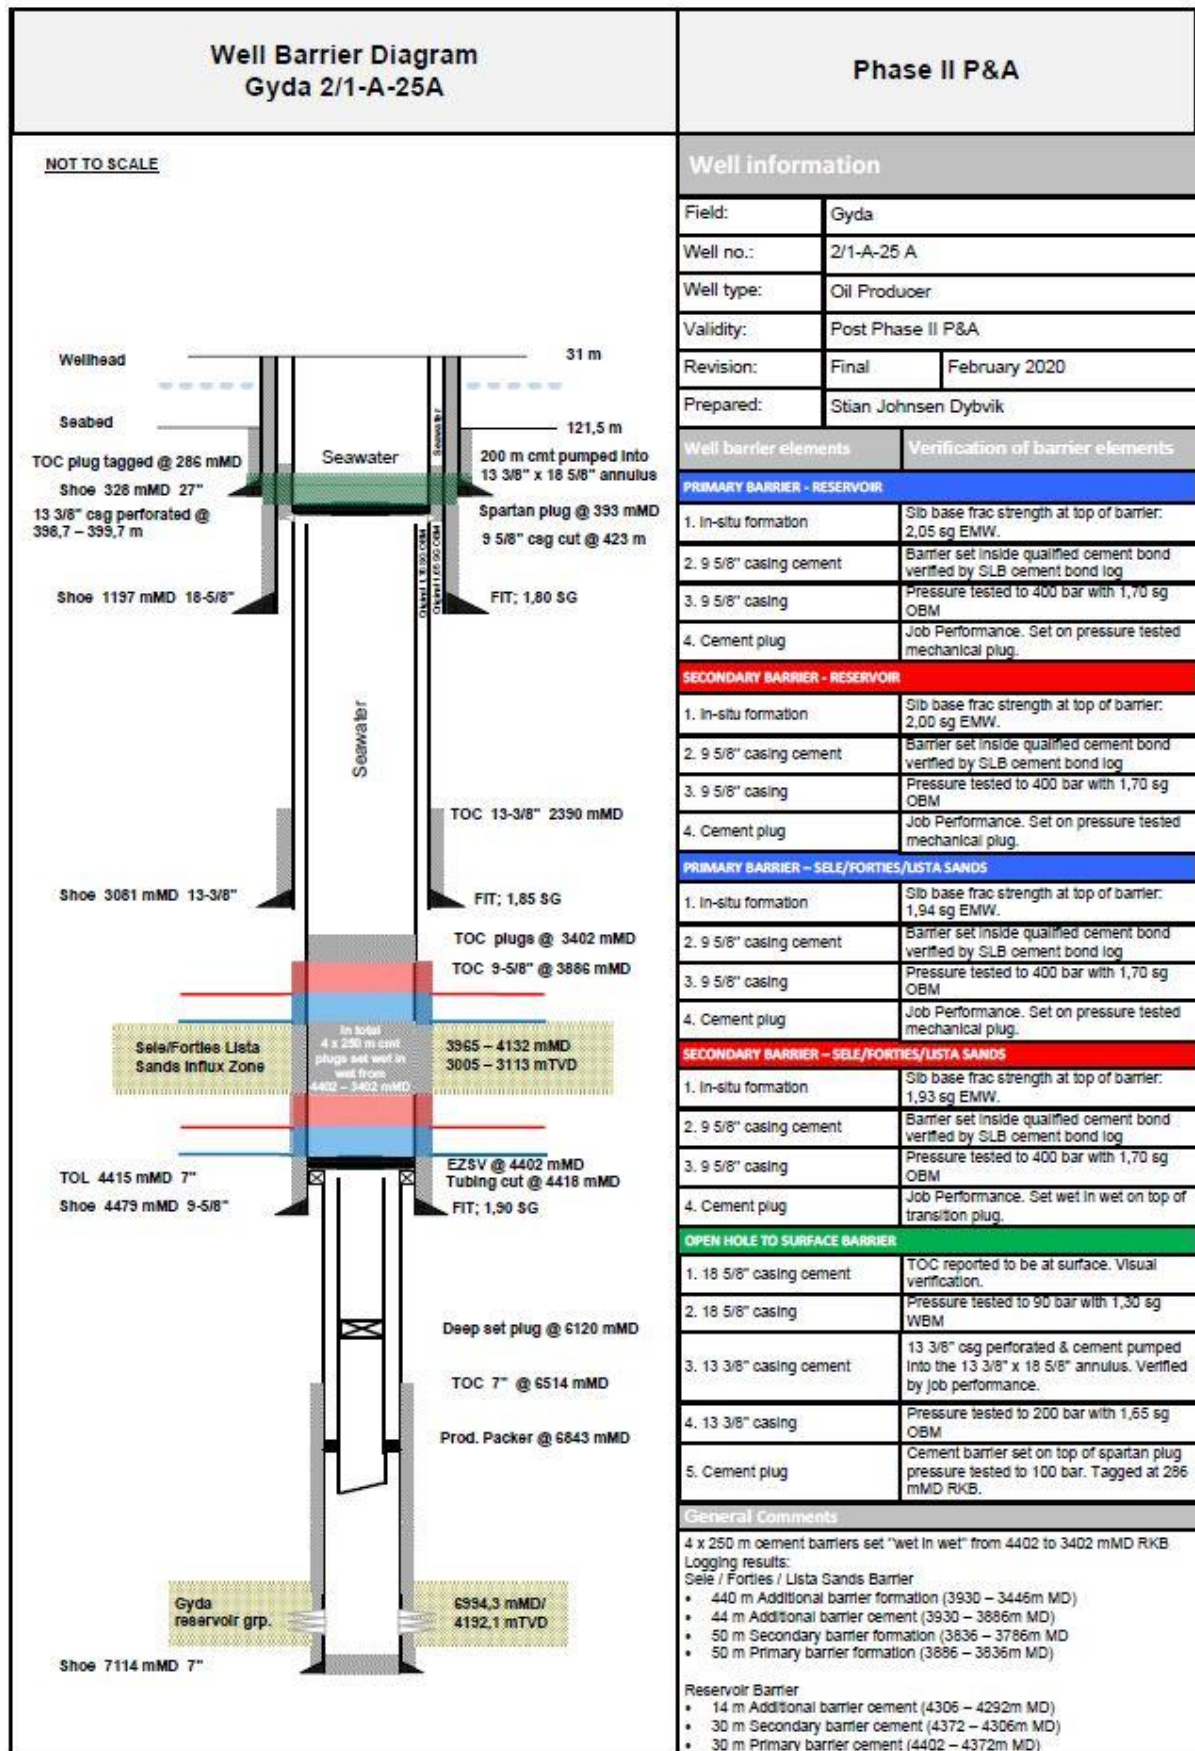 Well Barrier Diagram
Gyda 2/1-A-25A
Phase II P&A
NOT TO SCALE
Wellhead
31 m
Seabed
121,5 m
Seawater
Seawater
TOC plug tagged @ 286 mMD
200 m cmt pumped into
13 3/8" x 18 5/8" annulus
Shoe 328 mMD 27"
13 3/8" csg perforated @
398,7 – 399,7 m
Spartan plug @ 393 mMD
9 5/8" csg cut @ 423 m
Shoe 1197 mMD 18-5/8"
FIT; 1,80 SG
Seawater
TOC 13-3/8" 2390 mMD
Shoe 3081 mMD 13-3/8"
FIT; 1,85 SG
TOC plugs @ 3402 mMD
TOC 9-5/8" @ 3886 mMD
Sele/Forties Lista
Sands Influx Zone
In total
4 x 250 m cmt
plugs set wet in
wet from
4402 – 3402 mMD
3965 – 4132 mMD
3005 – 3113 mTVD
TOL 4415 mMD 7"
EZSV @ 4402 mMD
Tubing cut @ 4418 mMD
Shoe 4479 mMD 9-5/8"
FIT; 1,90 SG
Deep set plug @ 6120 mMD
TOC 7" @ 6514 mMD
Prod. Packer @ 6843 mMD
Gyda
reservoir grp.
6994,3 mMD/
4192,1 mTVD
Shoe 7114 mMD 7"
Well information
Field: Gyda
Well no.: 2/1-A-25 A
Well type: Oil Producer
Validity: Post Phase II P&A
Revision: Final February 2020
Prepared: Stian Johnsen Dybvik
Well barrier elements Verification of barrier elements
PRIMARY BARRIER - RESERVOIR
1. In-situ formation
Sib base frac strength at top of barrier:
2,05 sg EMW.
2. 9 5/8" casing cement
Barrier set inside qualified cement bond
verified by SLB cement bond log
3. 9 5/8" casing
Pressure tested to 400 bar with 1,70 sg
OBM
4. Cement plug
Job Performance. Set on pressure tested
mechanical plug.
SECONDARY BARRIER - RESERVOIR
1. In-situ formation
Sib base frac strength at top of barrier:
2,00 sg EMW.
2. 9 5/8" casing cement
Barrier set inside qualified cement bond
verified by SLB cement bond log
3. 9 5/8" casing
Pressure tested to 400 bar with 1,70 sg
OBM
4. Cement plug
Job Performance. Set on pressure tested
mechanical plug.
PRIMARY BARRIER – SELE/FORTIES/LISTA SANDS
1. In-situ formation
Sib base frac strength at top of barrier:
1,94 sg EMW.
2. 9 5/8" casing cement
Barrier set inside qualified cement bond
verified by SLB cement bond log
3. 9 5/8" casing
Pressure tested to 400 bar with 1,70 sg
OBM
4. Cement plug
Job Performance. Set on pressure tested
mechanical plug.
SECONDARY BARRIER – SELE/FORTIES/LISTA SANDS
1. In-situ formation
Sib base frac strength at top of barrier:
1,93 sg EMW.
2. 9 5/8" casing cement
Barrier set inside qualified cement bond
verified by SLB cement bond log
3. 9 5/8" casing
Pressure tested to 400 bar with 1,70 sg
OBM
4. Cement plug
Job Performance. Set wet in wet on top of
transition plug.
OPEN HOLE TO SURFACE BARRIER
1. 18 5/8" casing cement
TOC reported to be at surface. Visual
verification.
2. 18 5/8" casing
Pressure tested to 90 bar with 1,30 sg
WBM
3. 13 3/8" casing cement
13 3/8" csg perforated & cement pumped
into the 13 3/8" x 18 5/8" annulus. Verified
by job performance.
4. 13 3/8" casing
Pressure tested to 200 bar with 1,65 sg
OBM
5. Cement plug
Cement barrier set on top of spartan plug
pressure tested to 100 bar. Tagged at 286
mMD RKB.
General Comments
4 x 250 m cement barriers set "wet in wet" from 4402 to 3402 mMD RKB
Logging results:
Sele / Forties / Lista Sands Barrier
• 440 m Additional barrier formation (3930 – 3446m MD)
• 44 m Additional barrier cement (3930 – 3886m MD)
• 50 m Secondary barrier formation (3836 – 3786m MD
• 50 m Primary barrier formation (3886 – 3836m MD)
Reservoir Barrier
• 14 m Additional barrier cement (4306 – 4292m MD)
• 30 m Secondary barrier cement (4372 – 4306m MD)
• 30 m Primary barrier cement (4402 – 4372m MD)